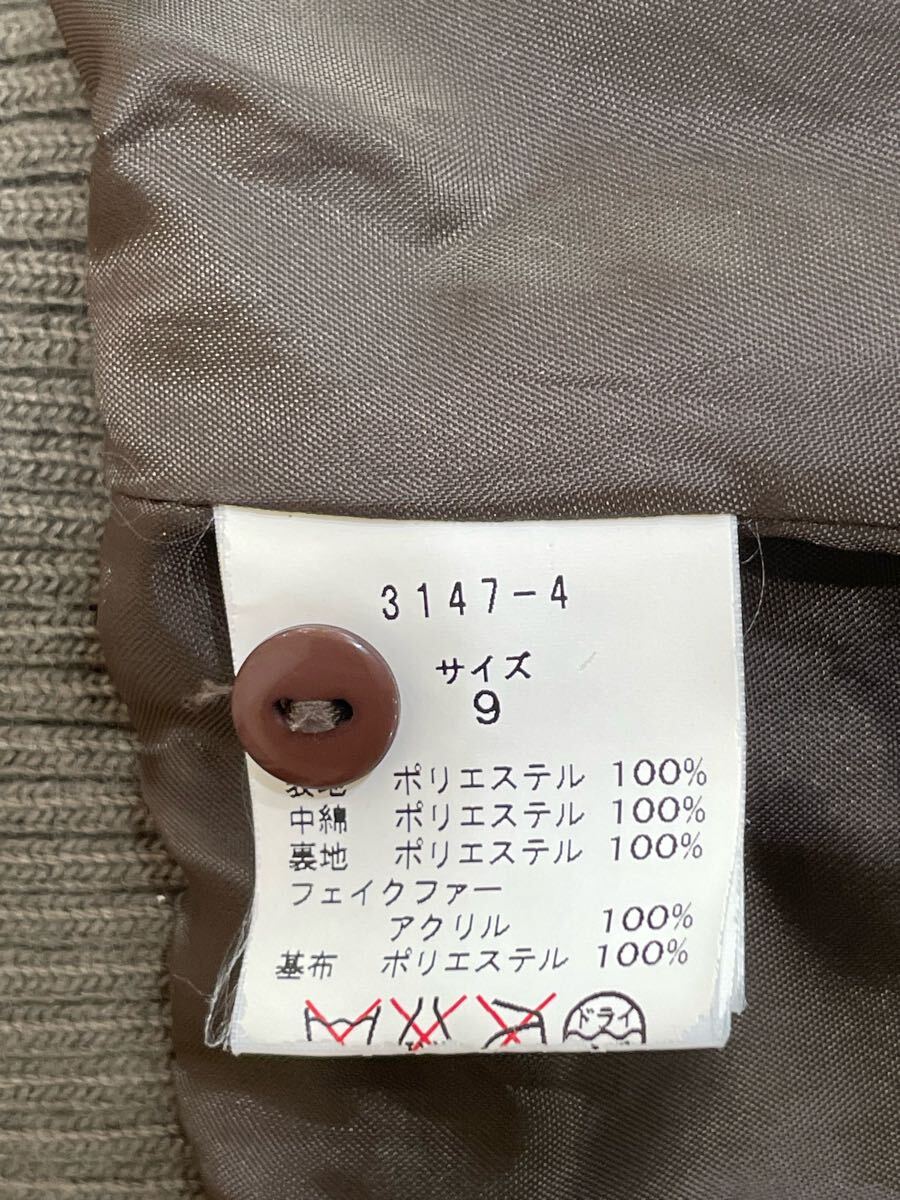 3147-4
サイズ
9
表地 ポリエステル 100%
中綿 ポリエステル 100%
裏地 ポリエステル 100%
フェイクファー
アクリル 100%
基布 ポリエステル 100%
ドライ